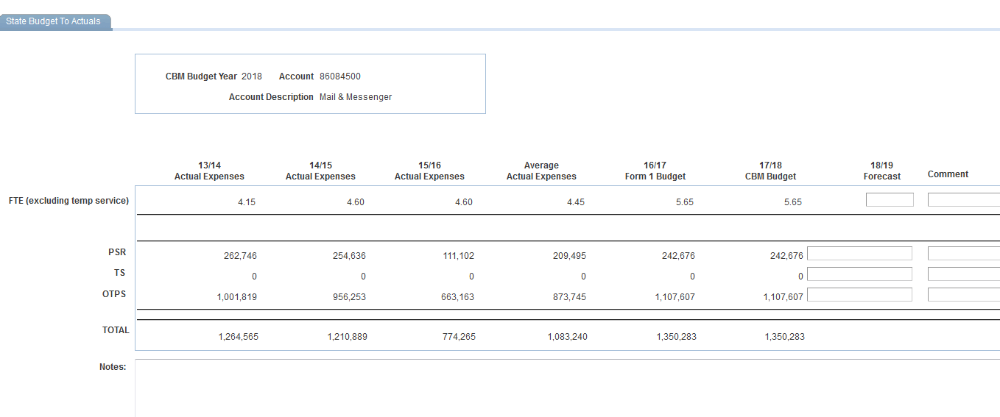 State Budget To Actuals
CBM Budget Year 2018 Account 86084500
Account Description Mail & Messenger
13/14 14/15 15/16 Average 16/17 17/18 18/19
Actual Expenses Actual Expenses Actual Expenses Actual Expenses Form 1 Budget CBM Budget Forecast Comment
FTE (excluding temp service) 4.15 4.60 4.60 4.45 5.65 5.65
PSR 262,746 254,636 111,102 209,495 242,676 242,676
TS 0 0 0 0 0 0
OTPS 1,001,819 956,253 663,163 873,745 1,107,607 1,107,607
TOTAL 1,264,565 1,210,889 774,265 1,083,240 1,350,283 1,350,283
Notes: